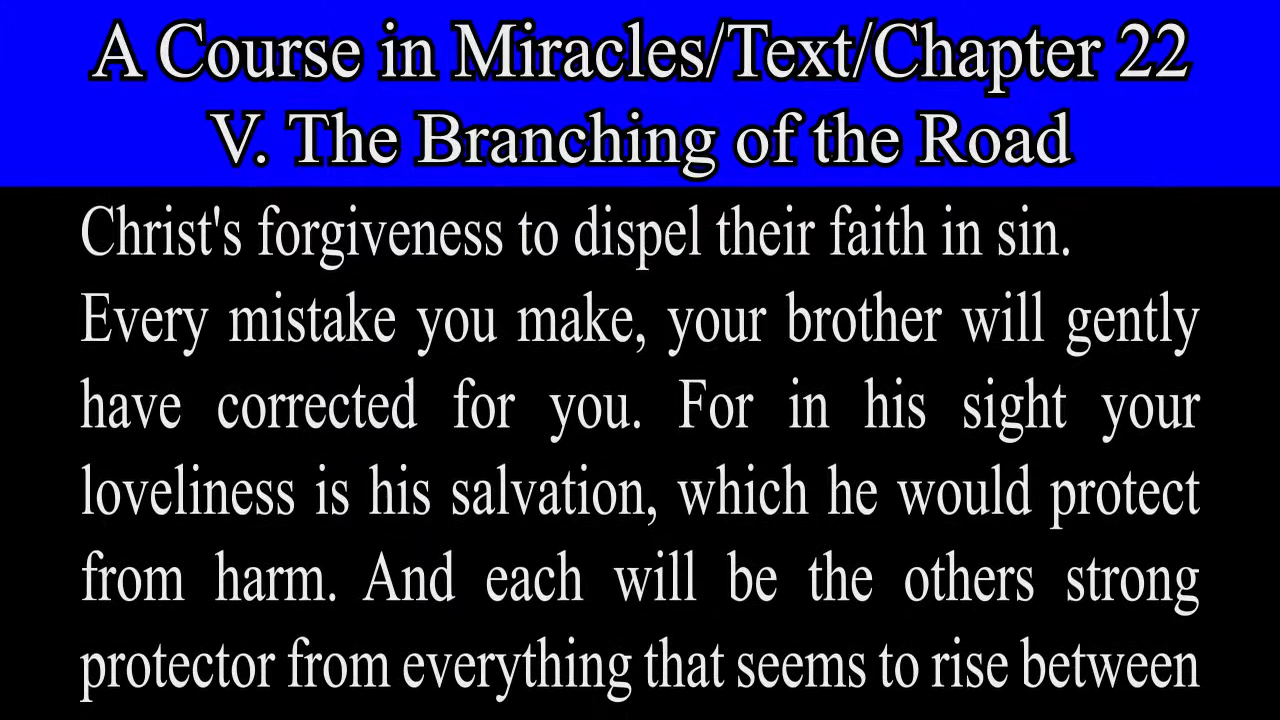 A Course in Miracles/Text/Chapter 22
V. The Branching of the Road
Christ's forgiveness to dispel their faith in sin.
Every mistake you make, your brother will gently
have corrected for you. For in his sight your
loveliness is his salvation, which he would protect
from harm. And each will be the others strong
protector from everything that seems to rise between